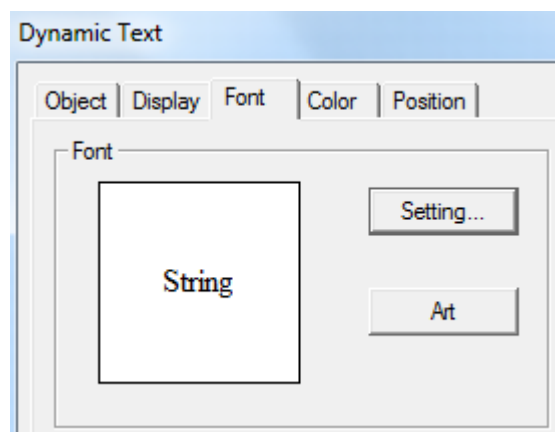 Dynamic Text
Object Display Font Color Position
Font
Setting...
String
Art